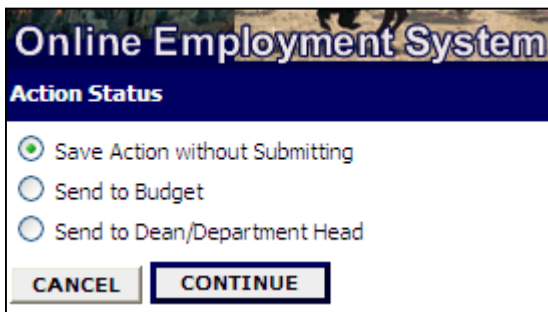 Online Employment System
Action Status
Save Action without Submitting
Send to Budget
Send to Dean/Department Head
CANCEL CONTINUE